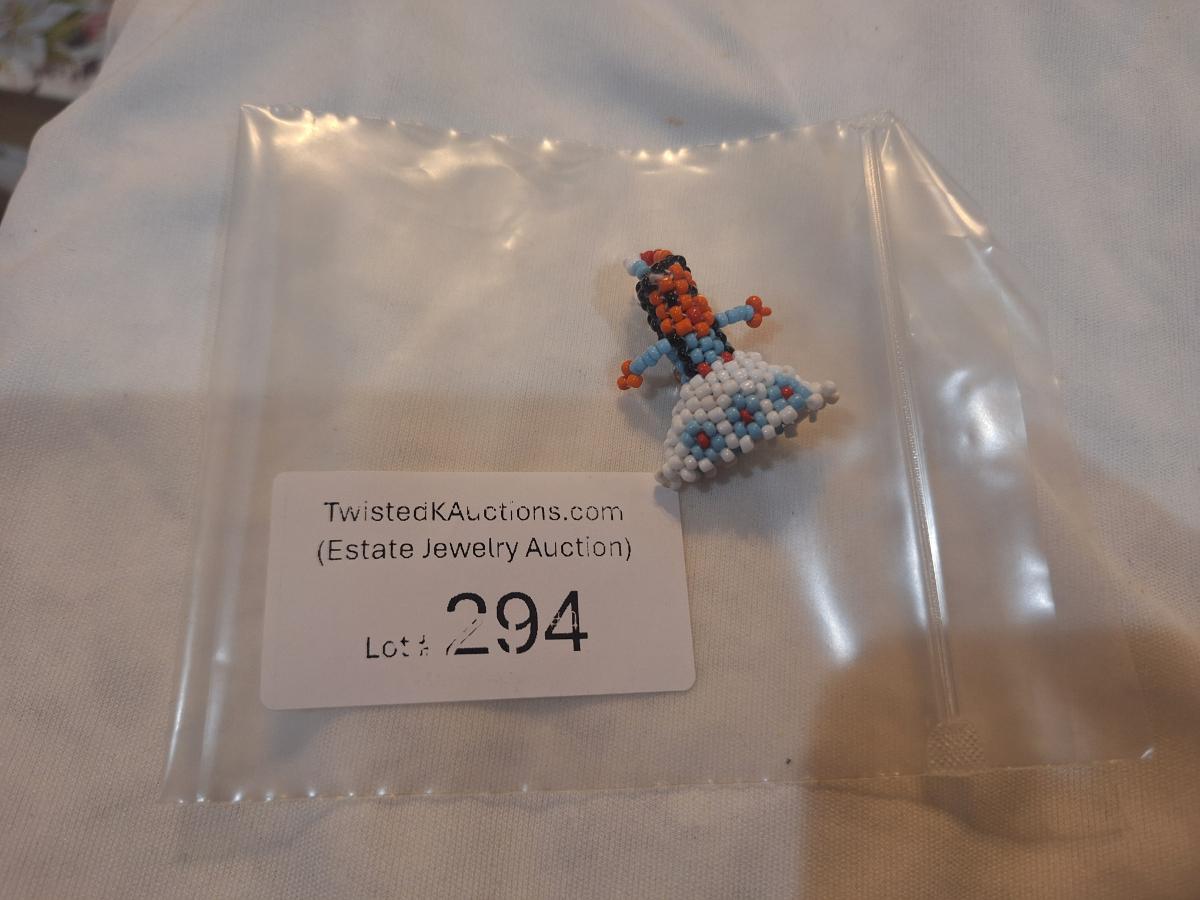 TwistedKAuctions.com
(Estate Jewelry Auction)
Lot # 294